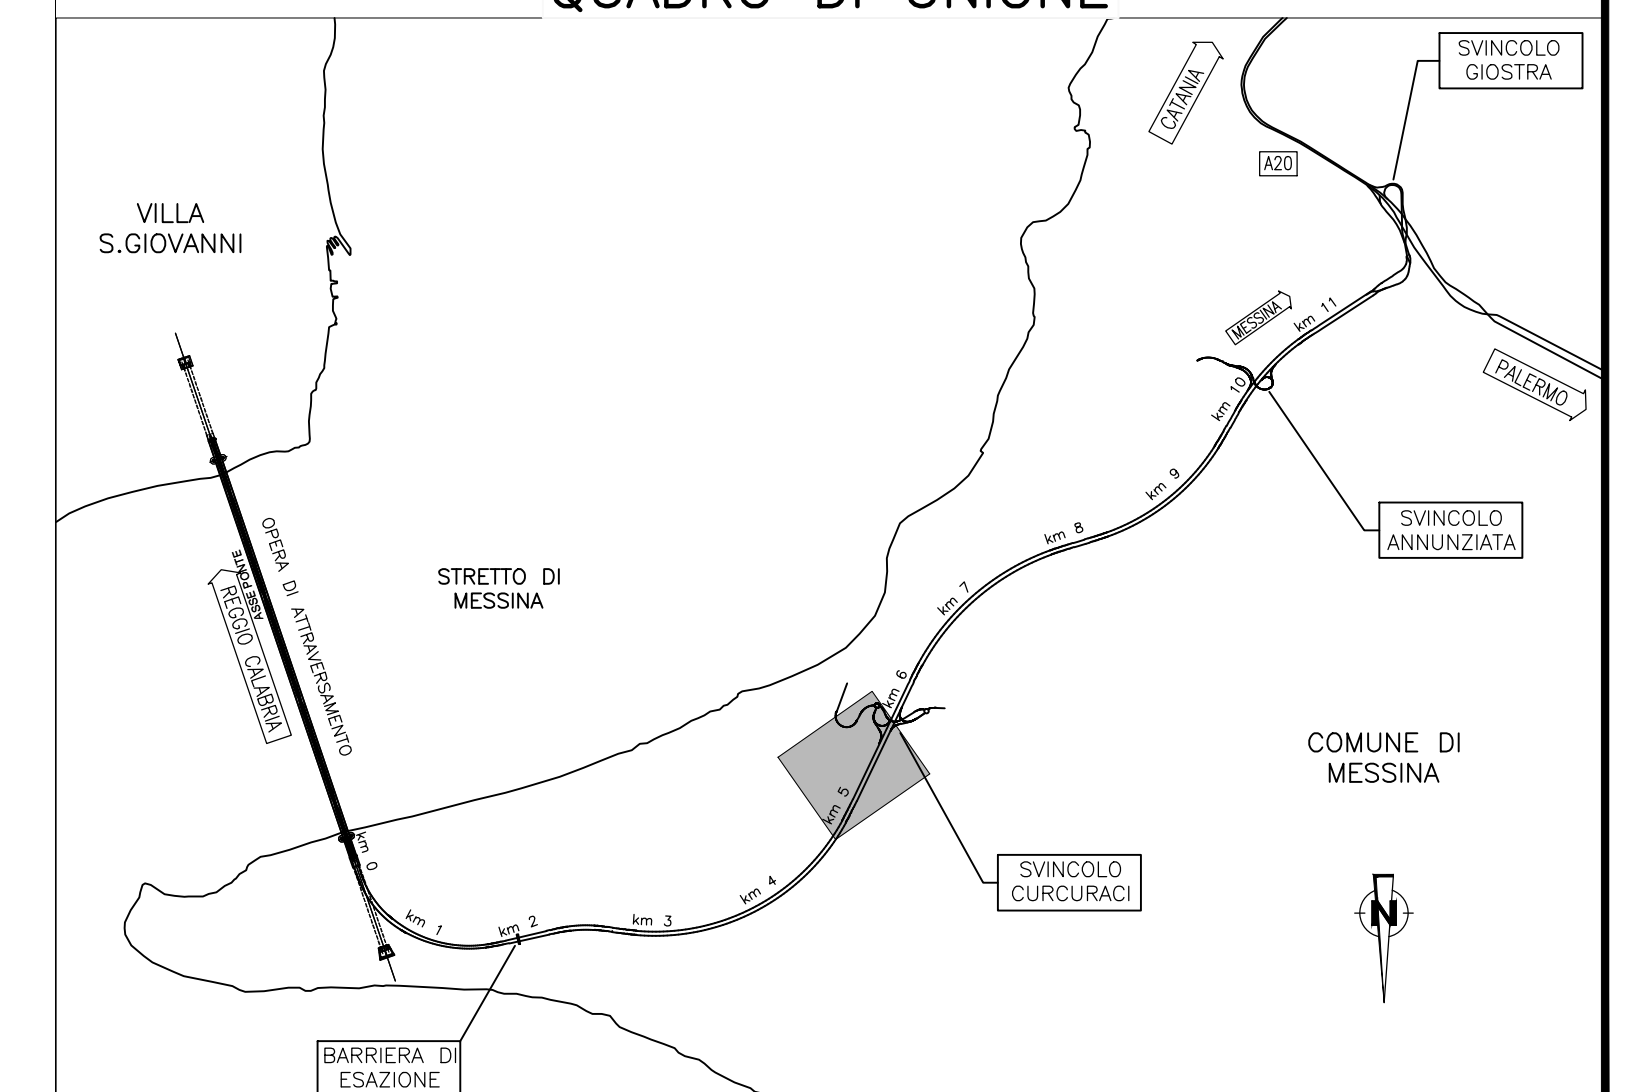 QUADRO DI UNIONE
SVINCOLO
GIOSTRA
CATANIA
A20
VILLA
S.GIOVANNI
MESSINA
km 11
PALERMO
km 10
km 9
SVINCOLO
ANNUNZIATA
km 8
OPERA DI ATTRAVERSAMENTO
ASSE PONTE
REGGIO CALABRIA
STRETTO DI
MESSINA
km 7
km 6
COMUNE DI
MESSINA
km 5
km 0
SVINCOLO
CURCURACI
km 4
km 3
km 2
km 1
N
BARRIERA DI
ESAZIONE